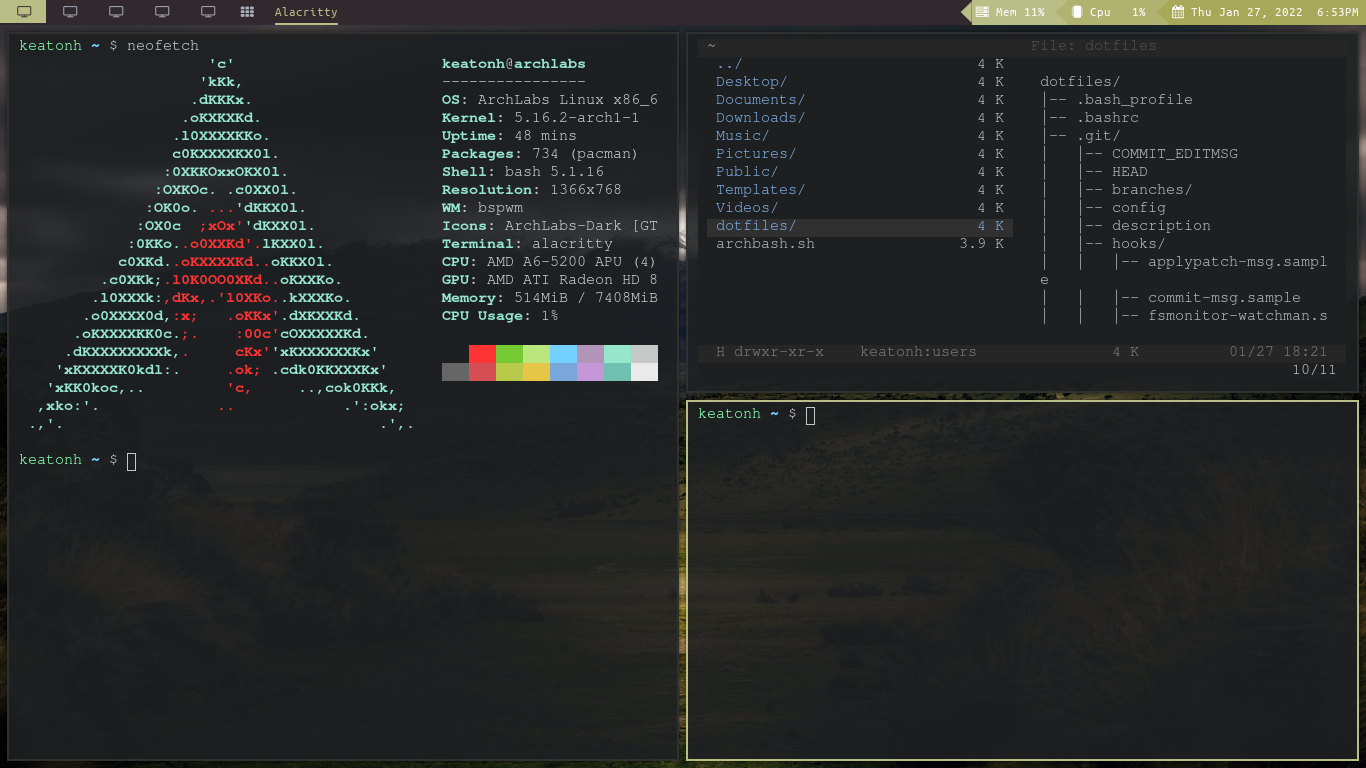 Alacritty
Mem 11%
Cpu 1%
Thu Jan 27, 2022 6:53PM
keatonh ~ $ neofetch
'c'
'kKk,
.dKKKx.
.oKXKXKd.
.l0XXXXKKo.
c0KXXXXKX0l.
:0XKKOxxOKX0l.
:OXKOc. .c0XX0l.
:OK0o. ...'dKKX0l.
:OX0c  ;xOx''dKXX0l.
:0KKo..o0XXKd'.lKXX0l.
c0XKd..oKXXXXKd..oKKX0l.
.c0XKk;.l0K0OO0XKd..oKXXKo.
.l0XXXk:,dKx,.'l0XKo..kXXXKo.
.o0XXXX0d,:x;   .oKKx'.dXKXXKd.
.oKXXXXKK0c.;.    :00c'cOXXXXXKd.
.dKXXXXXXXXk,.     cKx''xKXXXXXXKx'
'xKXXXXK0kdl:.     .ok; .cdk0KKXXXKx'
'xKK0koc,..         'c,     ..,cok0KKk,
,xko:'.             ..            .':okx;
.,'.                                   .',.
keatonh@archlabs
----------------
OS: ArchLabs Linux x86_6
Kernel: 5.16.2-arch1-1
Uptime: 48 mins
Packages: 734 (pacman)
Shell: bash 5.1.16
Resolution: 1366x768
WM: bspwm
Icons: ArchLabs-Dark [GT
Terminal: alacritty
CPU: AMD A6-5200 APU (4)
GPU: AMD ATI Radeon HD 8
Memory: 514MiB / 7408MiB
CPU Usage: 1%
keatonh ~ $
~ File: dotfiles
../ 4 K
Desktop/ 4 K
Documents/ 4 K
Downloads/ 4 K
Music/ 4 K
Pictures/ 4 K
Public/ 4 K
Templates/ 4 K
Videos/ 4 K
dotfiles/ 4 K
archbash.sh 3.9 K
dotfiles/
|-- .bash_profile
|-- .bashrc
|-- .git/
|   |-- COMMIT_EDITMSG
|   |-- HEAD
|   |-- branches/
|   |-- config
|   |-- description
|   |-- hooks/
|   |   |-- applypatch-msg.sampl
e
|   |   |-- commit-msg.sample
|   |   |-- fsmonitor-watchman.s
H drwxr-xr-x keatonh:users 4 K 01/27 18:21
10/11
keatonh ~ $